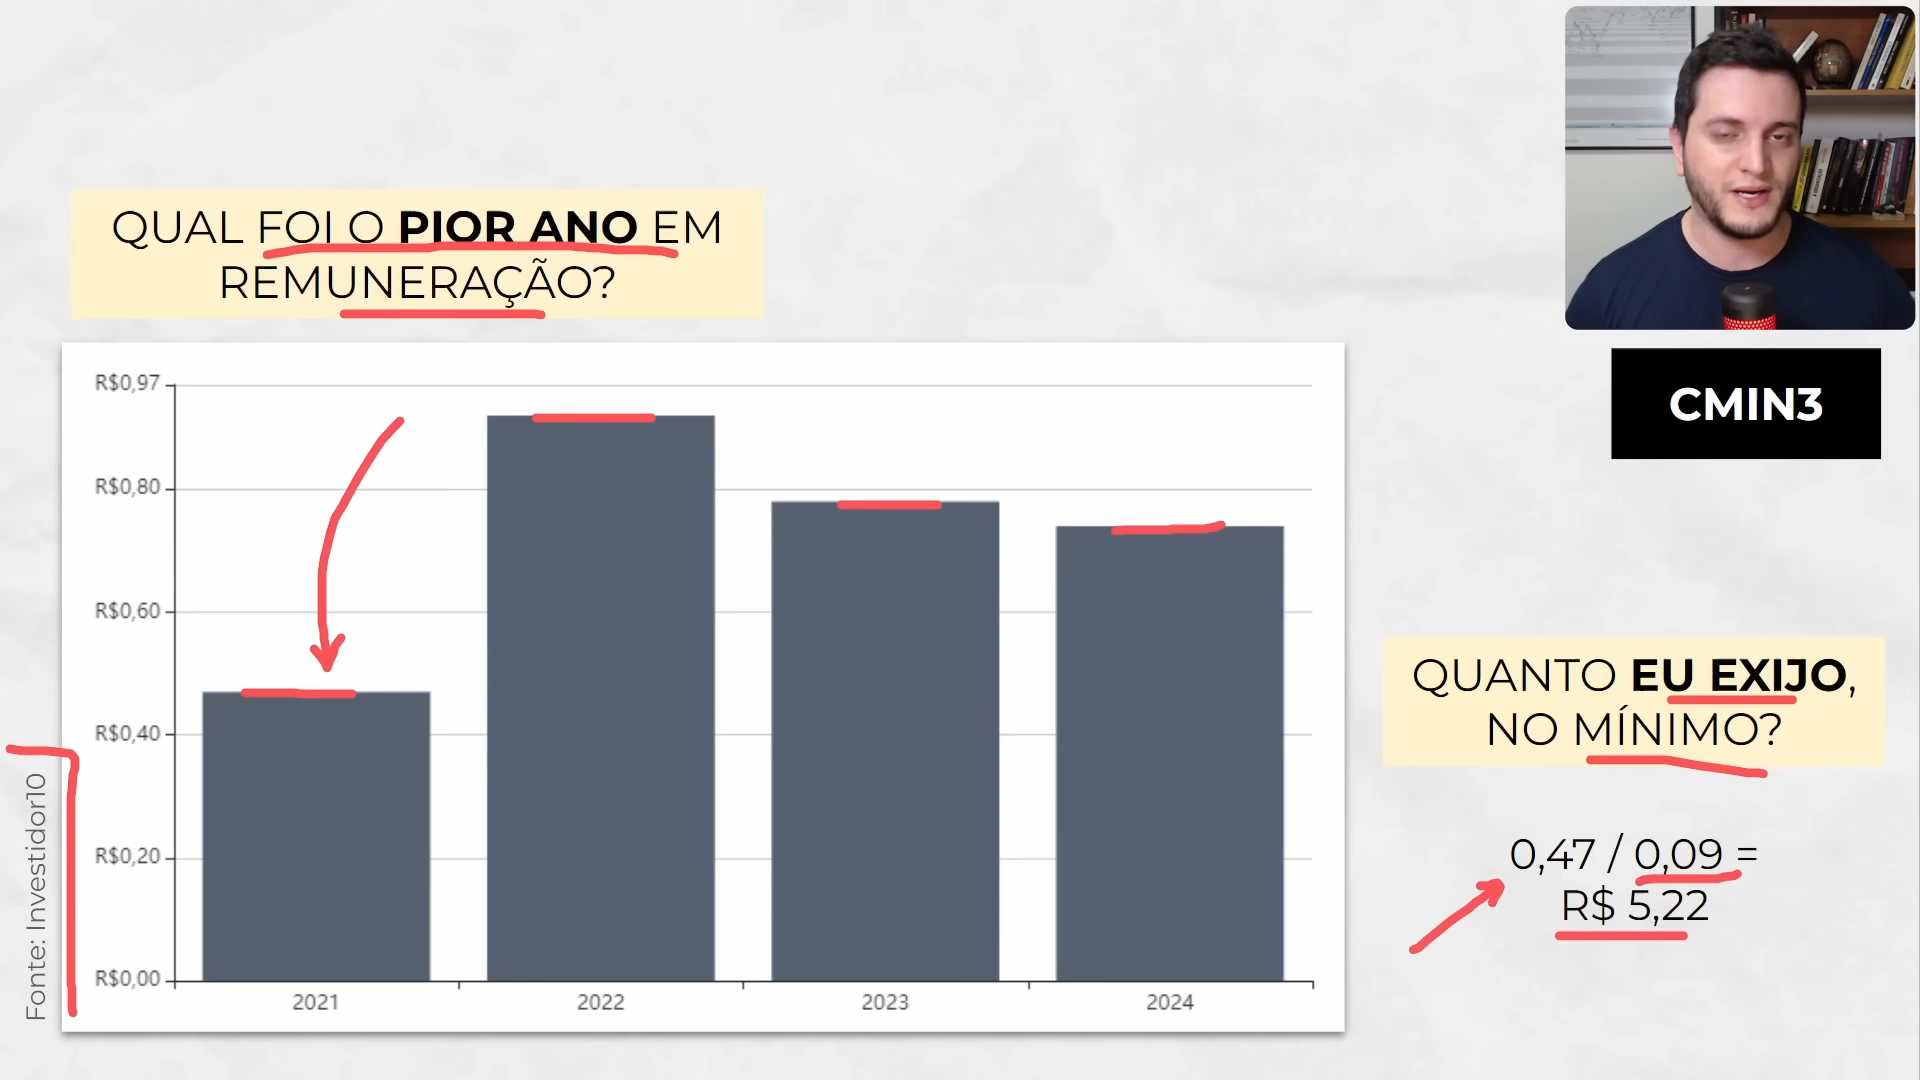 QUAL FOI O PIOR ANO EM
REMUNERAÇÃO?
CMIN3
R$0,97
R$0,80
R$0,60
R$0,40
R$0,20
R$0,00
2021
2022
2023
2024
Fonte: Investidor10
QUANTO EU EXIJO,
NO MÍNIMO?
0,47 / 0,09 =
R$ 5,22